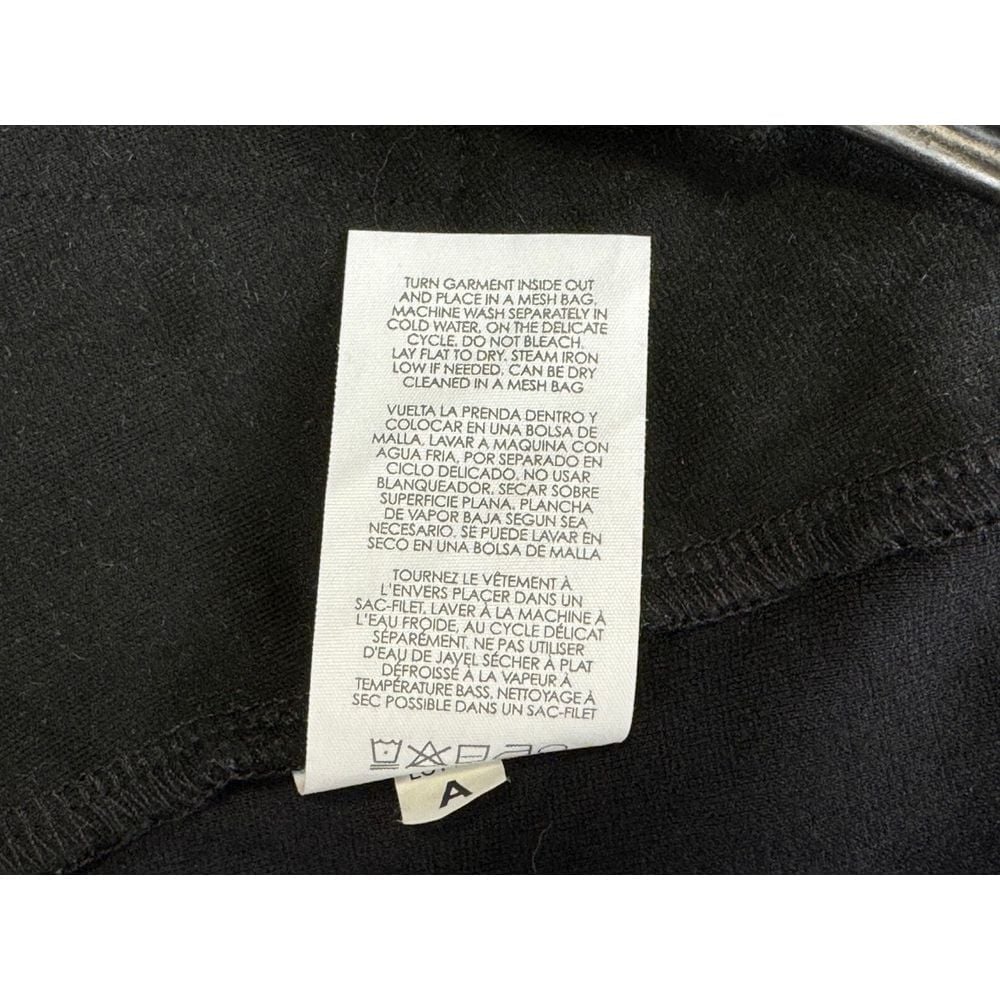 TURN GARMENT INSIDE OUT
AND PLACE IN A MESH BAG.
MACHINE WASH SEPARATELY IN
COLD WATER, ON THE DELICATE
CYCLE. DO NOT BLEACH.
LAY FLAT TO DRY. STEAM IRON
LOW IF NEEDED. CAN BE DRY
CLEANED IN A MESH BAG
VUELTA LA PRENDA DENTRO Y
COLOCAR EN UNA BOLSA DE
MALLA. LAVAR A MAQUINA CON
AGUA FRIA, POR SEPARADO EN
CICLO DELICADO. NO USAR
BLANQUEADOR. SECAR SOBRE
SUPERFICIE PLANA. PLANCHA
DE VAPOR BAJA SEGUN SEA
NECESARIO. SE PUEDE LAVAR EN
SECO EN UNA BOLSA DE MALLA
TOURNEZ LE VÊTEMENT À
L'ENVERS PLAÇER DANS UN
SAC-FILET. LAVER À LA MACHINE À
L'EAU FROIDE, AU CYCLE DÉLICAT
SÉPARÉMENT. NE PAS UTILISER
D'EAU DE JAVEL SÉCHER À PLAT
DÉFROISSÉ À LA VAPEUR À
TEMPÉRATURE BASS. NETTOYAGE À
SEC POSSIBLE DANS UN SAC-FILET
A